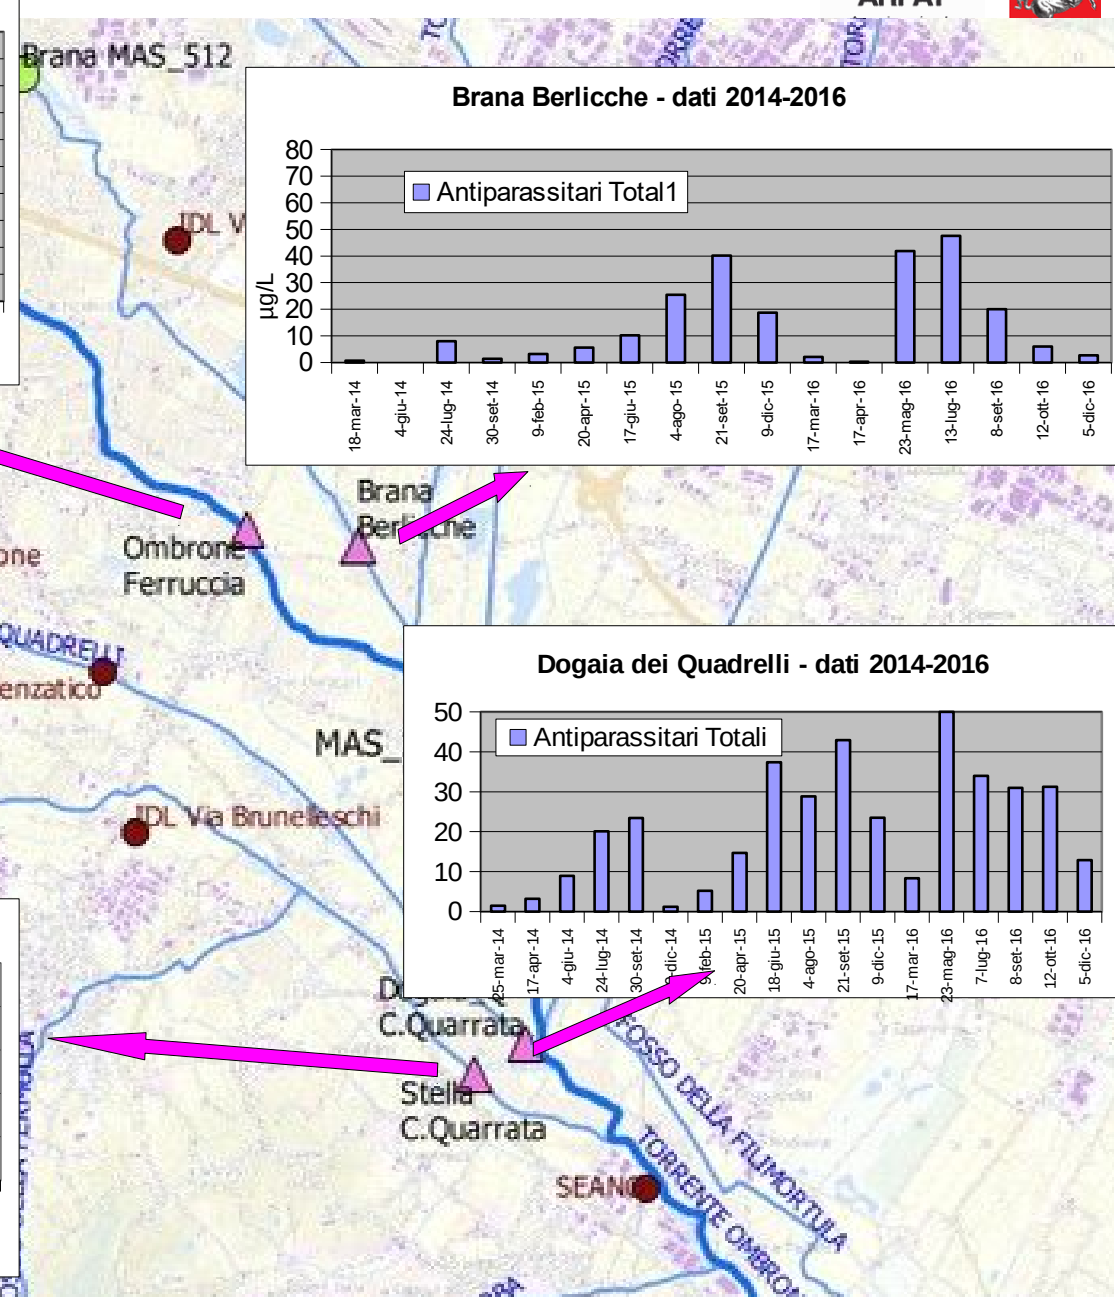 Brana MAS_512
Brana Berlicche - dati 2014-2016
80
70
60
50
40
30
20
10
0
µg/L
Antiparassitari Total1
18-mar-14
4-giu-14
24-lug-14
30-set-14
9-feb-15
20-apr-15
17-giu-15
4-ago-15
21-set-15
9-dic-15
17-mar-16
17-apr-16
23-mag-16
13-lug-16
8-set-16
12-ott-16
5-dic-16
IDL V
Brana
Berlicche
Ombrone
Ferruccia
one
QUADRELLI
enzatico
MAS_
IDL Via Brunelleschi
Dogaia dei Quadrelli - dati 2014-2016
50
40
30
20
10
0
Antiparassitari Totali
25-mar-14
17-apr-14
4-giu-14
24-lug-14
30-set-14
9-dic-14
9-feb-15
20-apr-15
18-giu-15
4-ago-15
21-set-15
9-dic-15
17-mar-16
23-mag-16
7-lug-16
8-set-16
12-ott-16
5-dic-16
C.Quarrata
Stella
C.Quarrata
FOSSO DELLA FILIMORTULA
TORRENTE OMBRON
SEANO